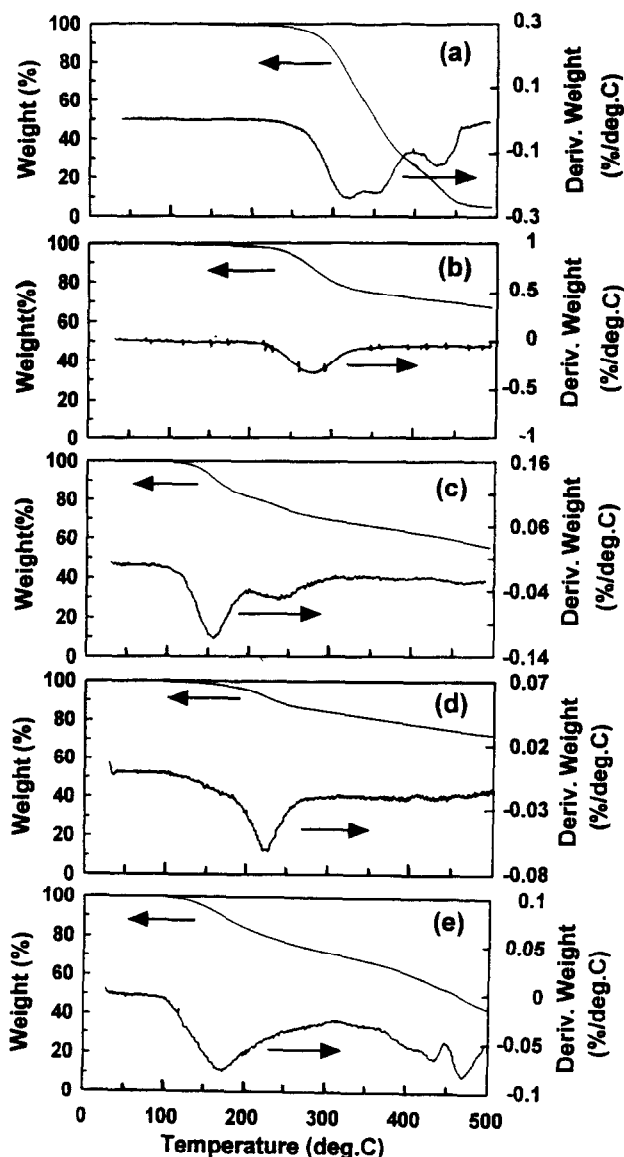 100
80
60
40
20
0
Weight (%)
(a)
0.3
0.1
-0.1
-0.3
Deriv. Weight
(%/deg.C)
100
80
60
40
20
0
Weight(%)
(b)
1
0.5
0
-0.5
-1
Deriv. Weight
(%/deg.C)
100
80
60
40
20
0
Weight(%)
(c)
0.16
0.06
-0.04
-0.14
Deriv. Weight
(%/deg.C)
100
80
60
40
20
0
Weight (%)
(d)
0.07
0.02
-0.03
-0.08
Deriv. Weight
(%/deg.C)
100
80
60
40
20
0
Weight (%)
(e)
0.1
0.05
0
-0.05
-0.1
Deriv. Weight
(%/deg.C)
0 100 200 300 400 500
Temperature (deg.C)